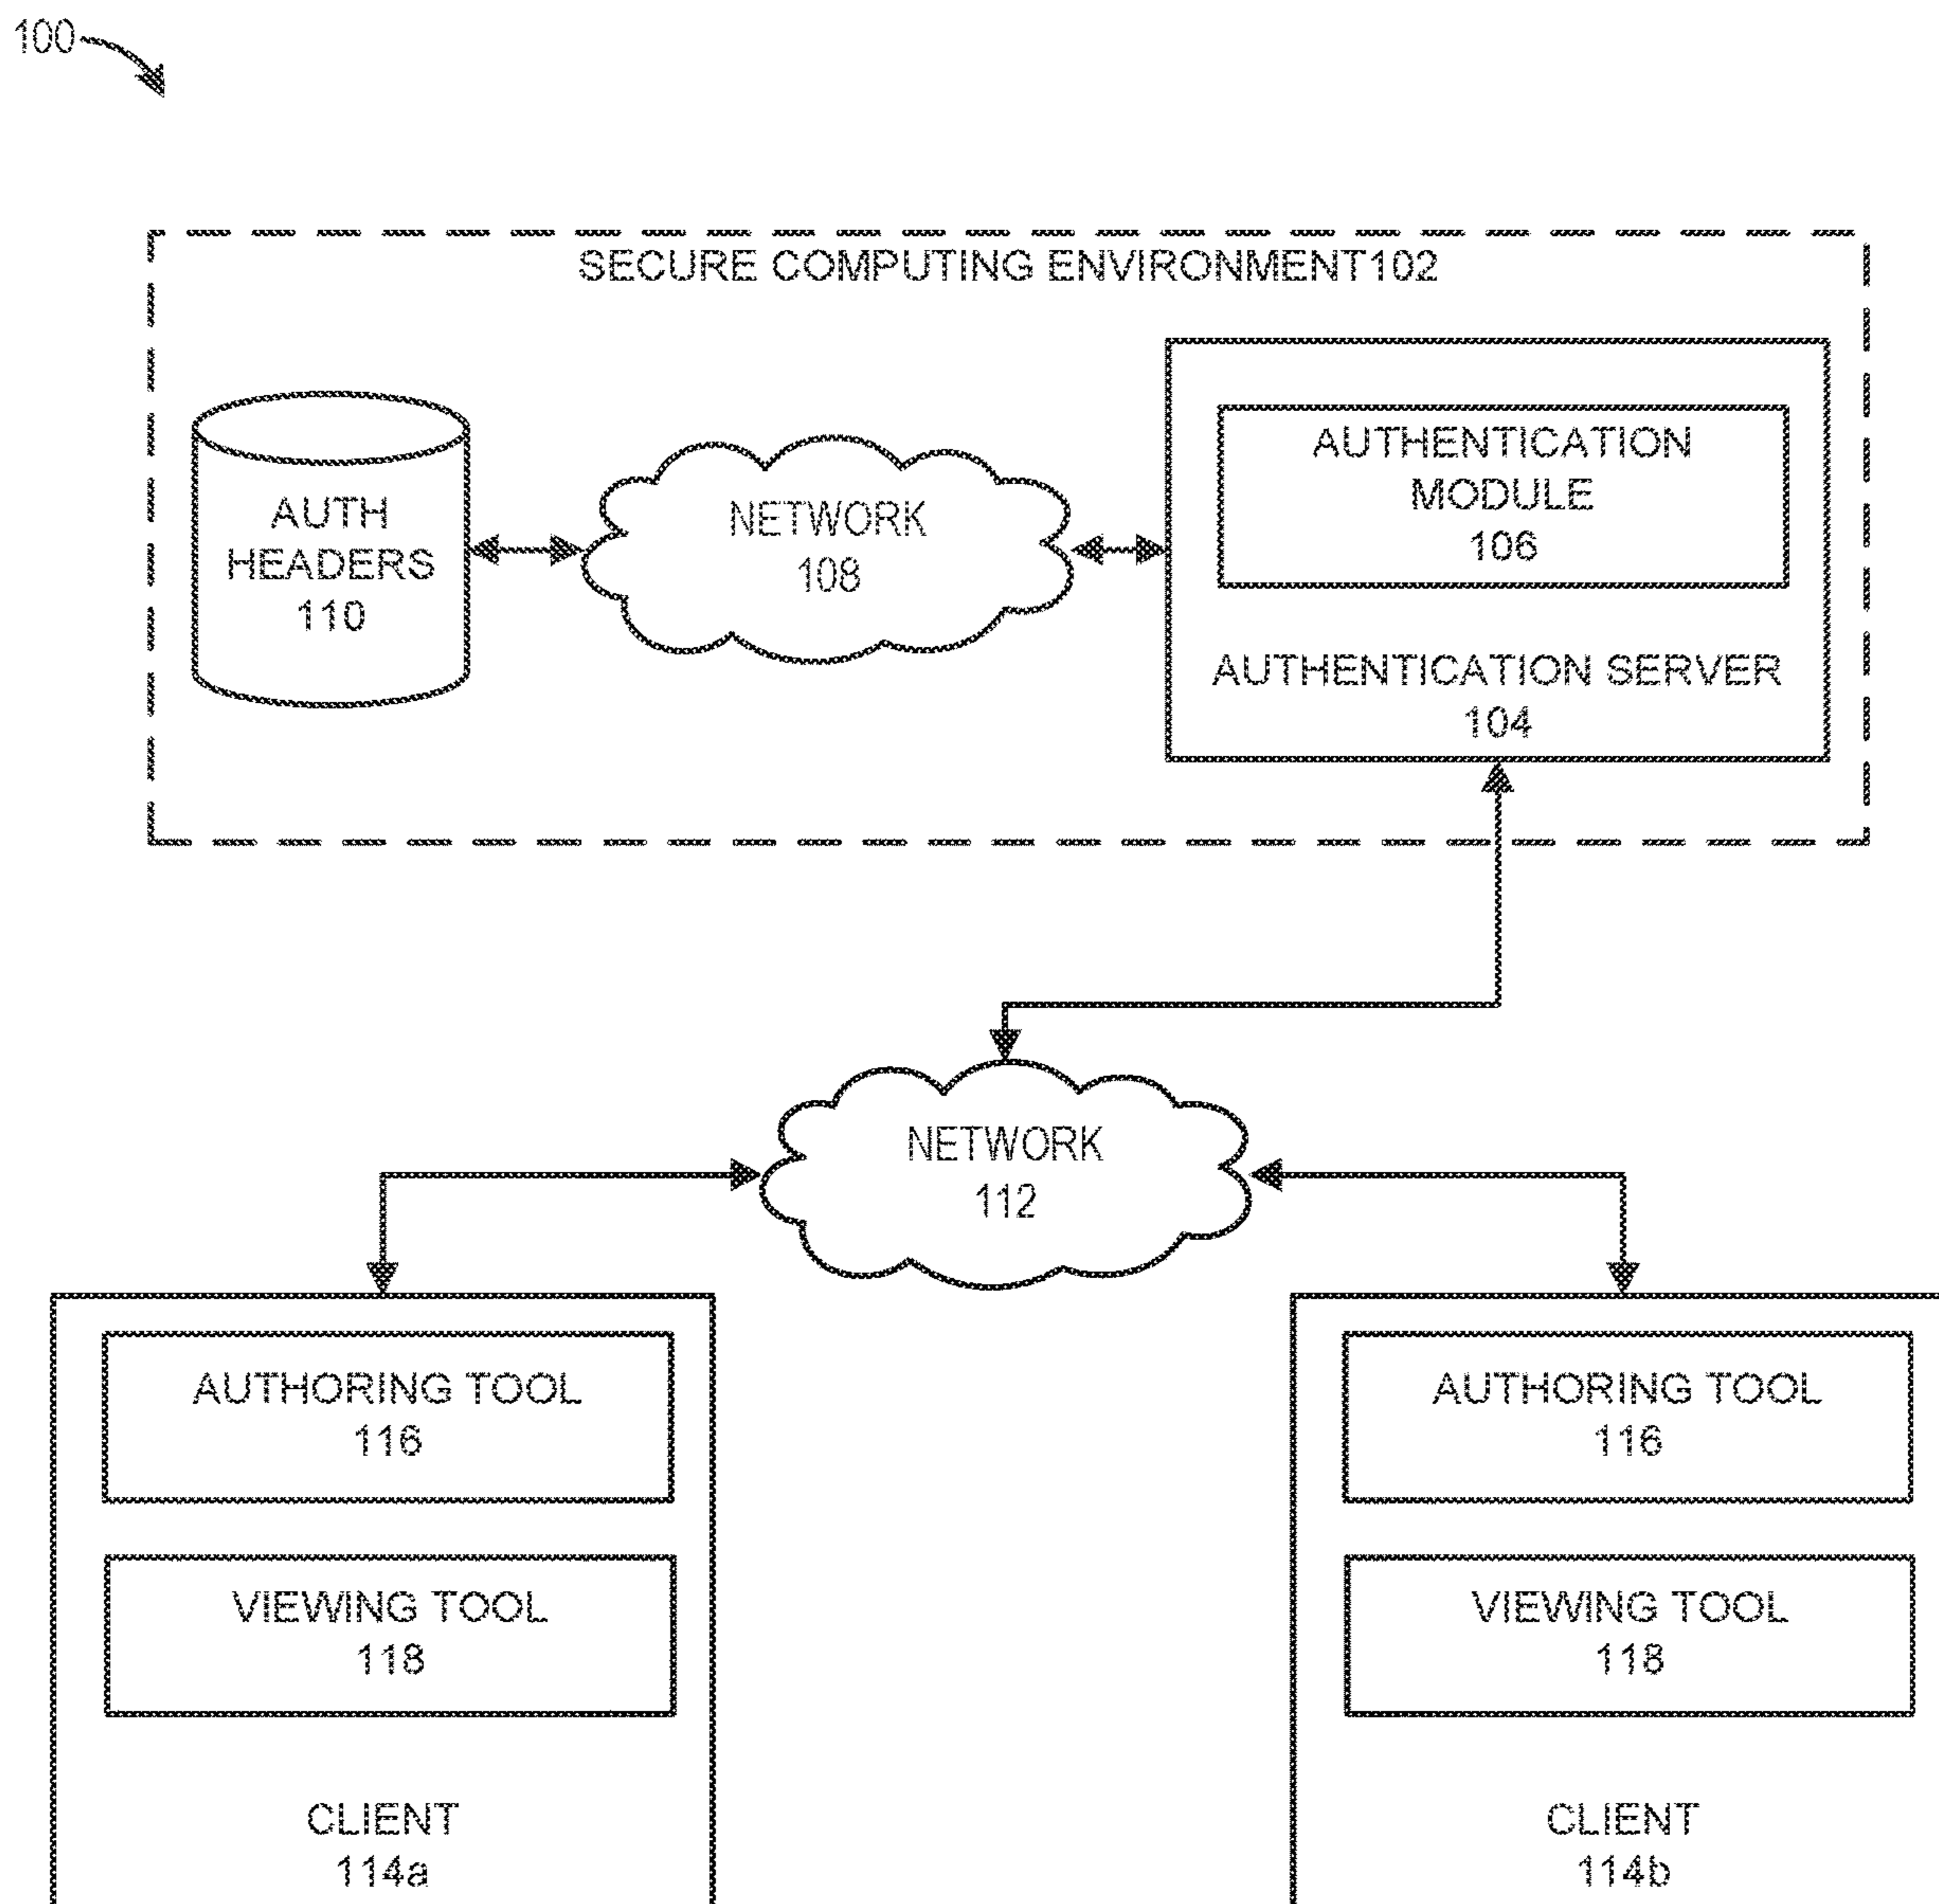 100
SECURE COMPUTING ENVIRONMENT102
AUTH
HEADERS
110
NETWORK
108
AUTHENTICATION
MODULE
106
AUTHENTICATION SERVER
104
NETWORK
112
AUTHORING TOOL
116
VIEWING TOOL
118
CLIENT
114a
AUTHORING TOOL
116
VIEWING TOOL
118
CLIENT
114b